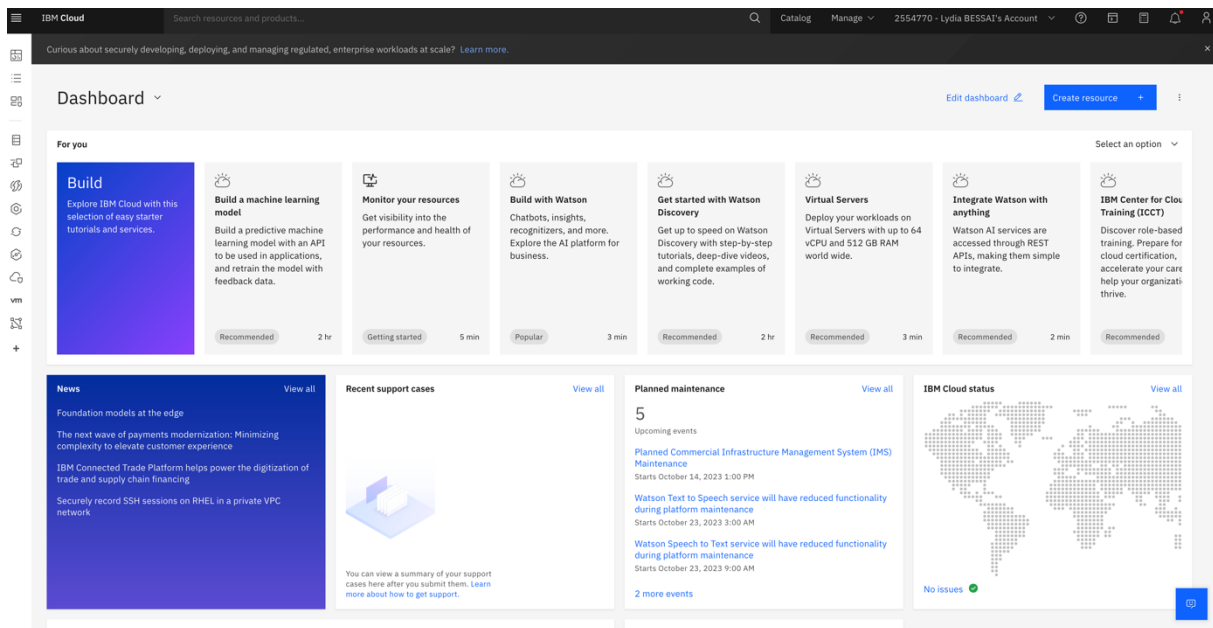 IBM Cloud
Search resources and products...
Catalog
Manage
2554770 - Lydia BESSAI's Account
Curious about securely developing, deploying, and managing regulated, enterprise workloads at scale? Learn more.
Dashboard
Edit dashboard
Create resource +
For you
Select an option
Build
Explore IBM Cloud with this
selection of easy starter
tutorials and services.
Build a machine learning
model
Build a predictive machine
learning model with an API
to be used in applications,
and retrain the model with
feedback data.
Recommended
2 hr
Monitor your resources
Get visibility into the
performance and health of
your resources.
Getting started
5 min
Build with Watson
Chatbots, insights,
recognizers, and more.
Explore the AI platform for
business.
Popular
3 min
Get started with Watson
Discovery
Get up to speed on Watson
Discovery with step-by-step
tutorials, deep-dive videos,
and complete examples of
working code.
Recommended
2 hr
Virtual Servers
Deploy your workloads on
Virtual Servers with up to 64
vCPU and 512 GB RAM
world wide.
Recommended
3 min
Integrate Watson with
anything
Watson AI services are
accessed through REST
APIs, making them simple
to integrate.
Recommended
2 min
IBM Center for Clou
Training (ICCT)
Discover role-based
training. Prepare for
cloud certification,
accelerate your care
help your organizati
thrive.
Recommended
vm
News
View all
Foundation models at the edge
The next wave of payments modernization: Minimizing
complexity to elevate customer experience
IBM Connected Trade Platform helps power the digitization of
trade and supply chain financing
Securely record SSH sessions on RHEL in a private VPC
network
Recent support cases
View all
You can view a summary of your support
cases here after you submit them. Learn
more about how to get support.
Planned maintenance
View all
5
Upcoming events
Planned Commercial Infrastructure Management System (IMS)
Maintenance
Starts October 14, 2023 1:00 PM
Watson Text to Speech service will have reduced functionality
during platform maintenance
Starts October 23, 2023 3:00 AM
Watson Speech to Text service will have reduced functionality
during platform maintenance
Starts October 23, 2023 9:00 AM
2 more events
IBM Cloud status
View all
No issues